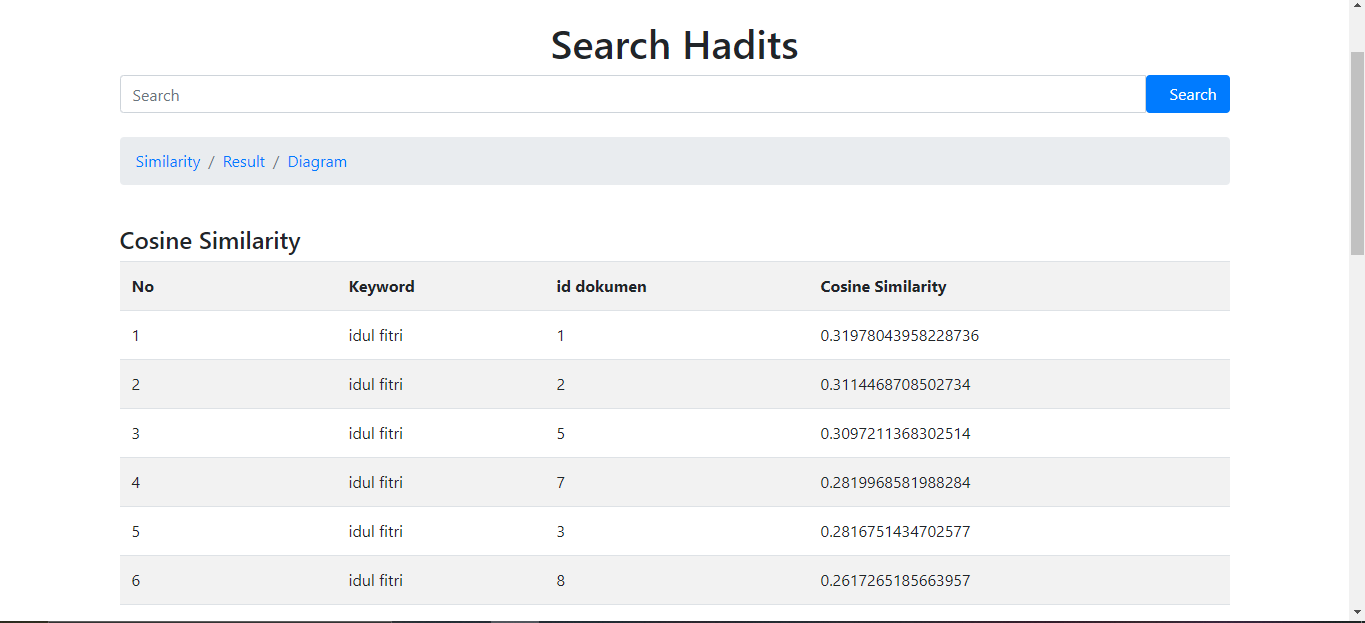 Search Hadits
Search Search
Similarity / Result / Diagram
Cosine Similarity
No Keyword id dokumen Cosine Similarity
1 idul fitri 1 0.31978043958228736
2 idul fitri 2 0.3114468708502734
3 idul fitri 5 0.3097211368302514
4 idul fitri 7 0.2819968581988284
5 idul fitri 3 0.2816751434702577
6 idul fitri 8 0.2617265185663957